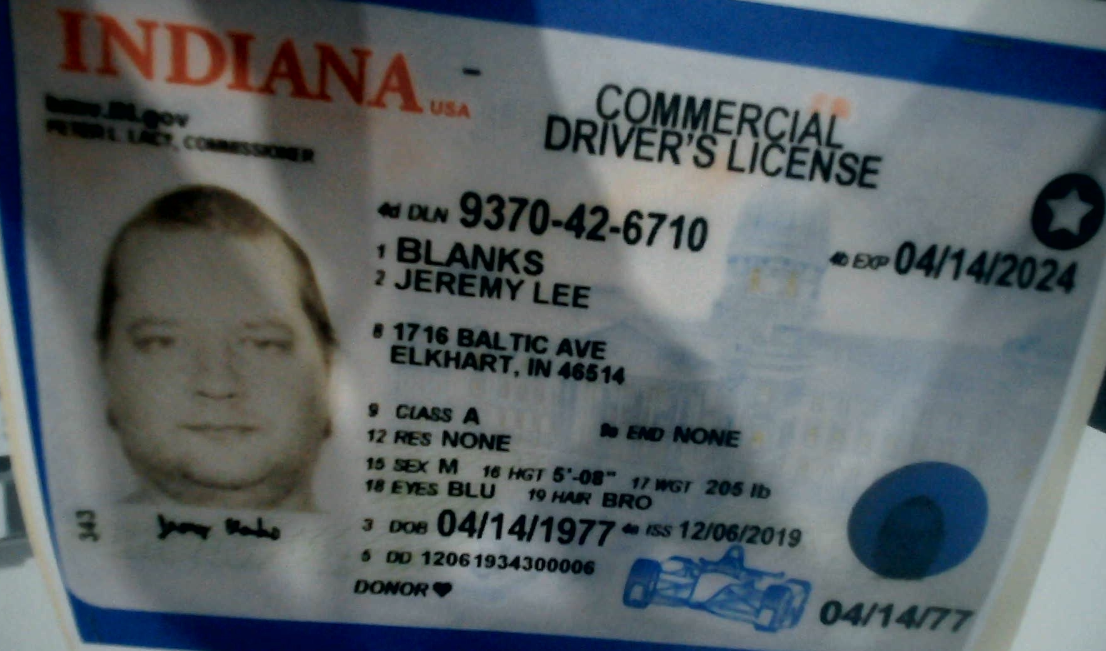 INDIANA USA
COMMERCIAL
DRIVER'S LICENSE
bmv.IN.gov
PETER L. LACY, COMMISSIONER
4d DLN 9370-42-6710
4b EXP 04/14/2024
1 BLANKS
2 JEREMY LEE
8 1716 BALTIC AVE
ELKHART, IN 46514
9 CLASS A
9a END NONE
12 RES NONE
15 SEX M 16 HGT 5'-08" 17 WGT 205 lb
18 EYES BLU 19 HAIR BRO
3 DOB 04/14/1977 4a ISS 12/06/2019
5 DD 12061934300006
DONOR
343
04/14/77